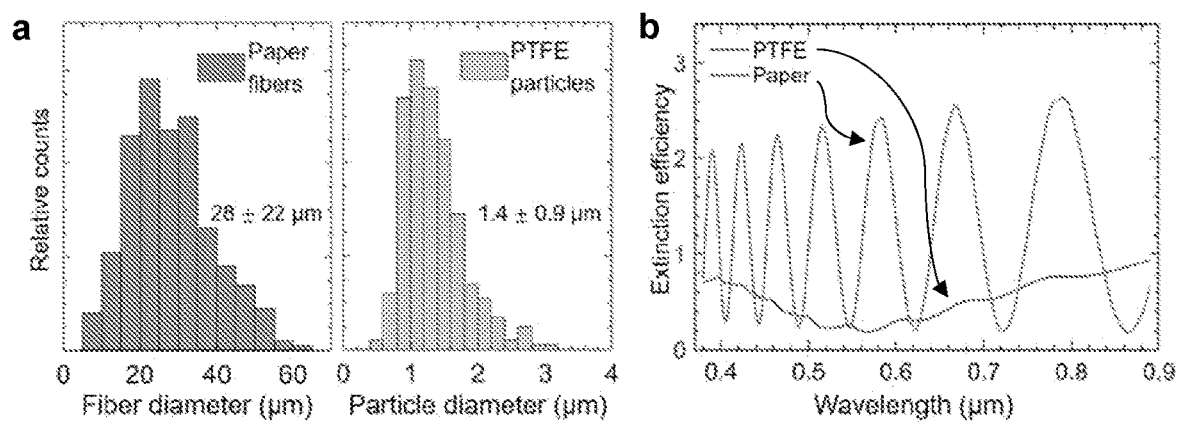 a
Paper
fibers
28 ± 22 µm
Relative counts
0 20 40 60
Fiber diameter (µm)
PTFE
particles
1.4 ± 0.9 µm
0 1 2 3 4
Particle diameter (µm)
b
PTFE
Paper
Extinction efficiency
3
2
1
0
0.4 0.5 0.6 0.7 0.8 0.9
Wavelength (µm)